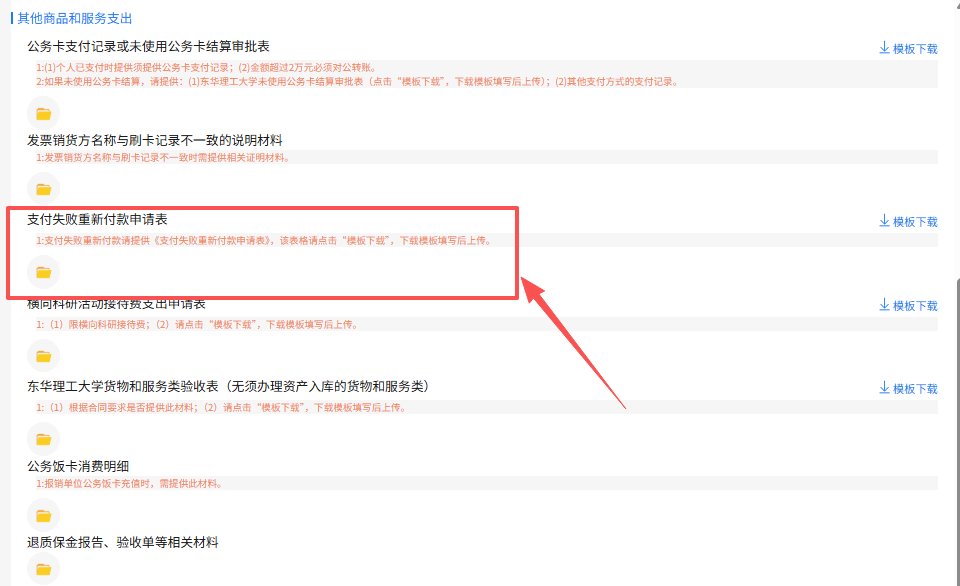 其他商品和服务支出
公务卡支付记录或未使用公务卡结算审批表
模板下载
1:(1)个人已支付时提供须提供公务卡支付记录；(2)金额超过2万元必须对公转账。
2:如果未使用公务卡结算，请提供：(1)东华理工大学未使用公务卡结算审批表（点击“模板下载”，下载模板填写后上传）；(2)其他支付方式的支付记录。
发票销货方名称与刷卡记录不一致的说明材料
1:发票销货方名称与刷卡记录不一致时需提供相关证明材料。
支付失败重新付款申请表
模板下载
1:支付失败重新付款请提供《支付失败重新付款申请表》，该表格请点击“模板下载”，下载模板填写后上传。
横向科研活动接待费支出申请表
模板下载
1:（1）限横向科研接待费；（2）请点击“模板下载”，下载模板填写后上传。
东华理工大学货物和服务类验收表（无须办理资产入库的货物和服务类）
模板下载
1:（1）根据合同要求是否提供此材料；（2）请点击“模板下载”，下载模板填写后上传。
公务饭卡消费明细
1:报销单位公务饭卡充值时，需提供此材料。
退质保金报告、验收单等相关材料